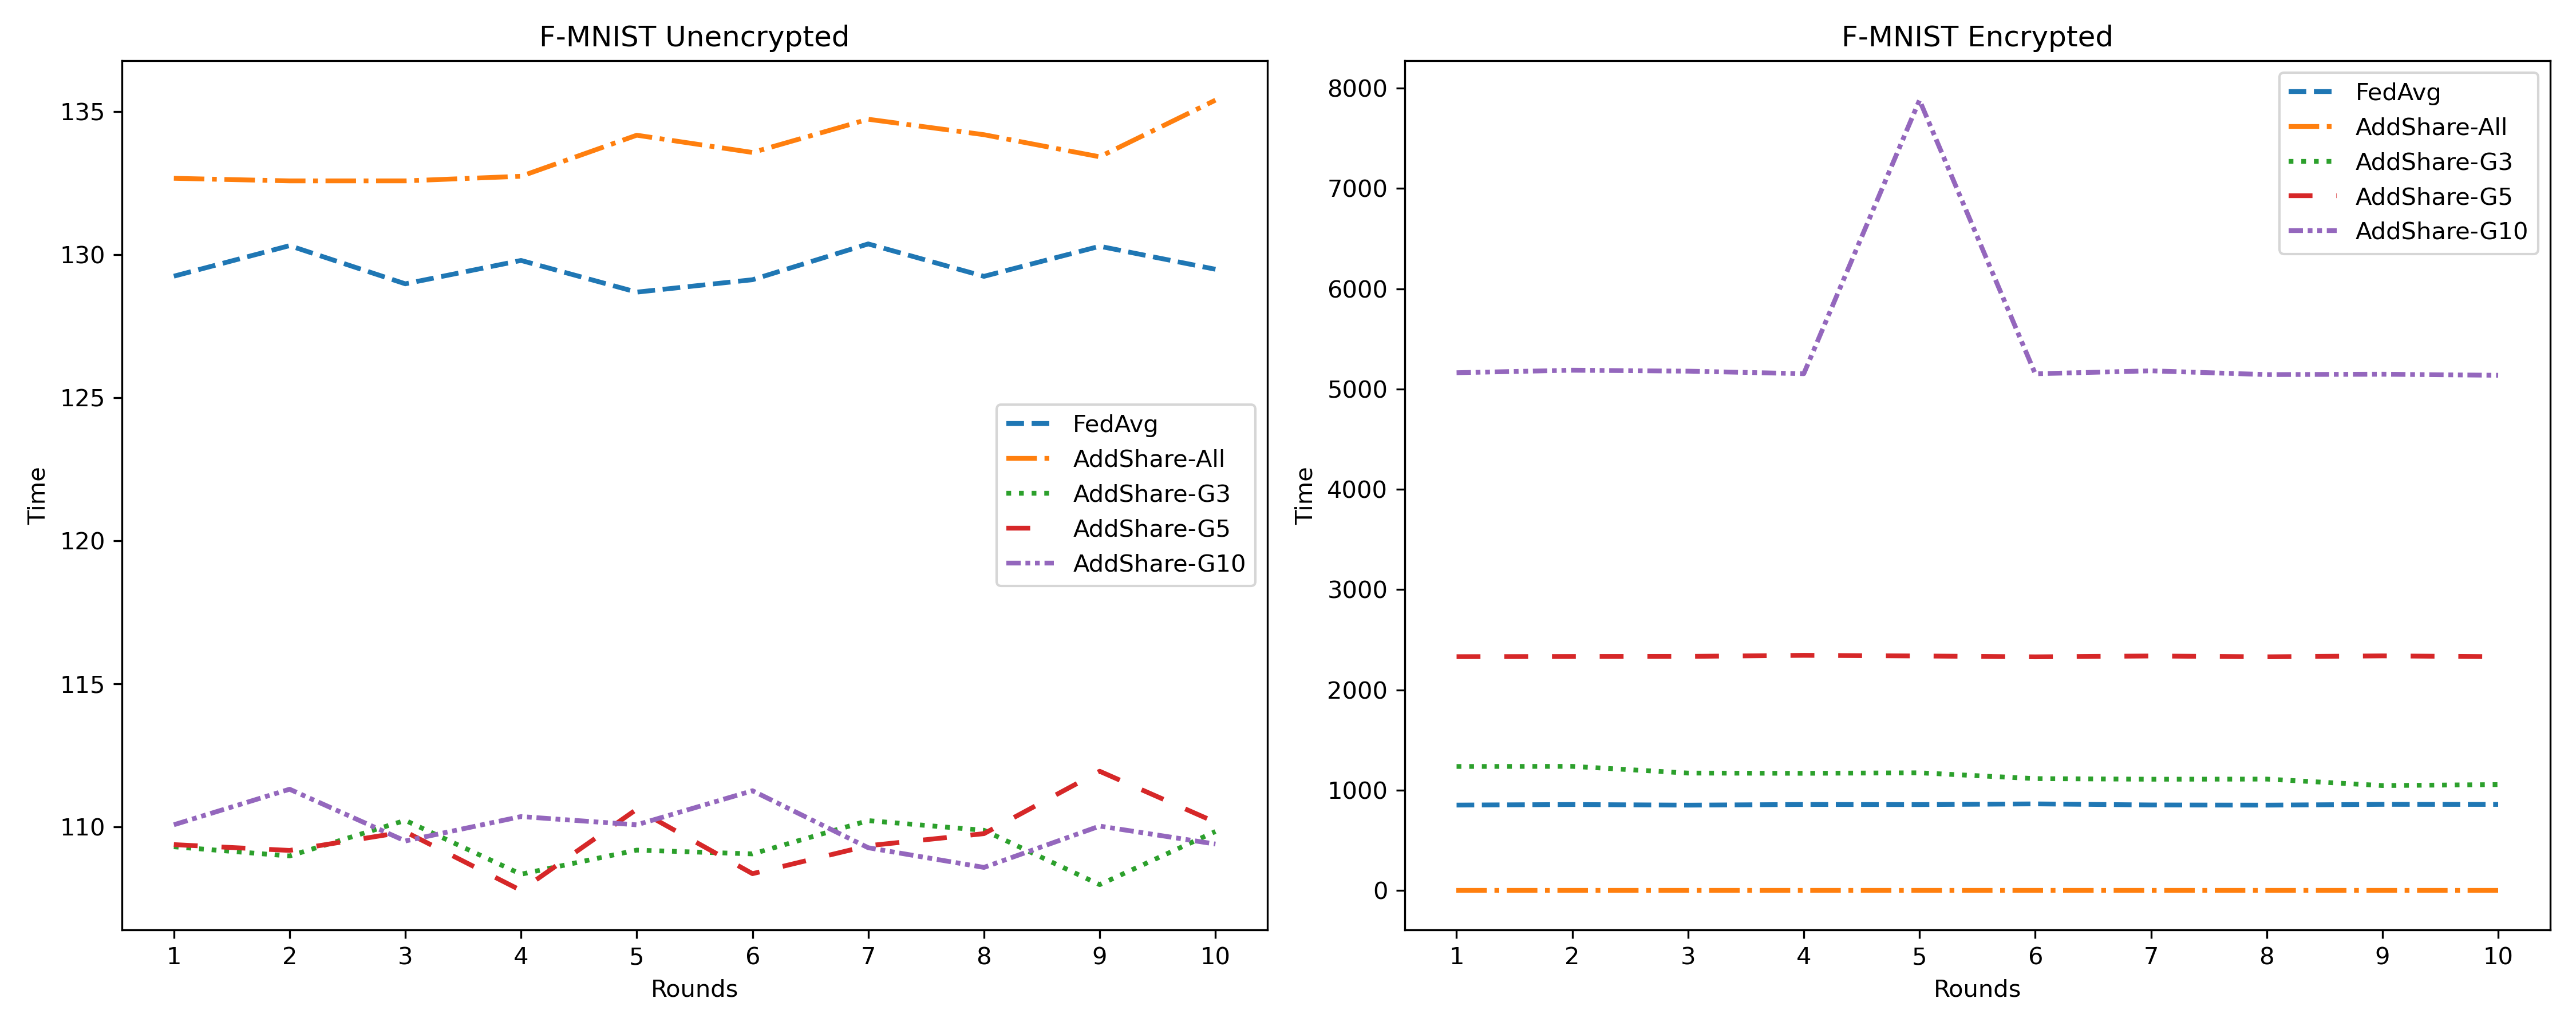 F-MNIST Unencrypted
135
130
125
120
115
110
Time
FedAvg
AddShare-All
AddShare-G3
AddShare-G5
AddShare-G10
1 2 3 4 5 6 7 8 9 10
Rounds
F-MNIST Encrypted
8000
7000
6000
5000
4000
3000
2000
1000
0
Time
FedAvg
AddShare-All
AddShare-G3
AddShare-G5
AddShare-G10
1 2 3 4 5 6 7 8 9 10
Rounds